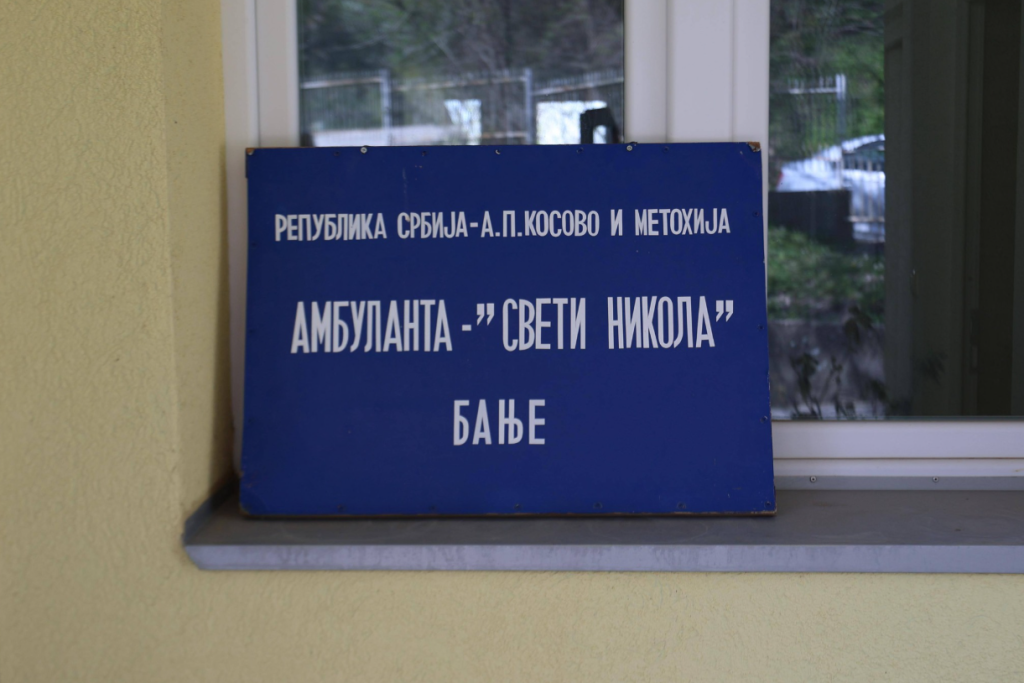 РЕПУБЛИКА СРБИЈА-А.П.КОСОВО И МЕТОХИЈА
АМБУЛАНТА-"СВЕТИ НИКОЛА"
БАЊЕ